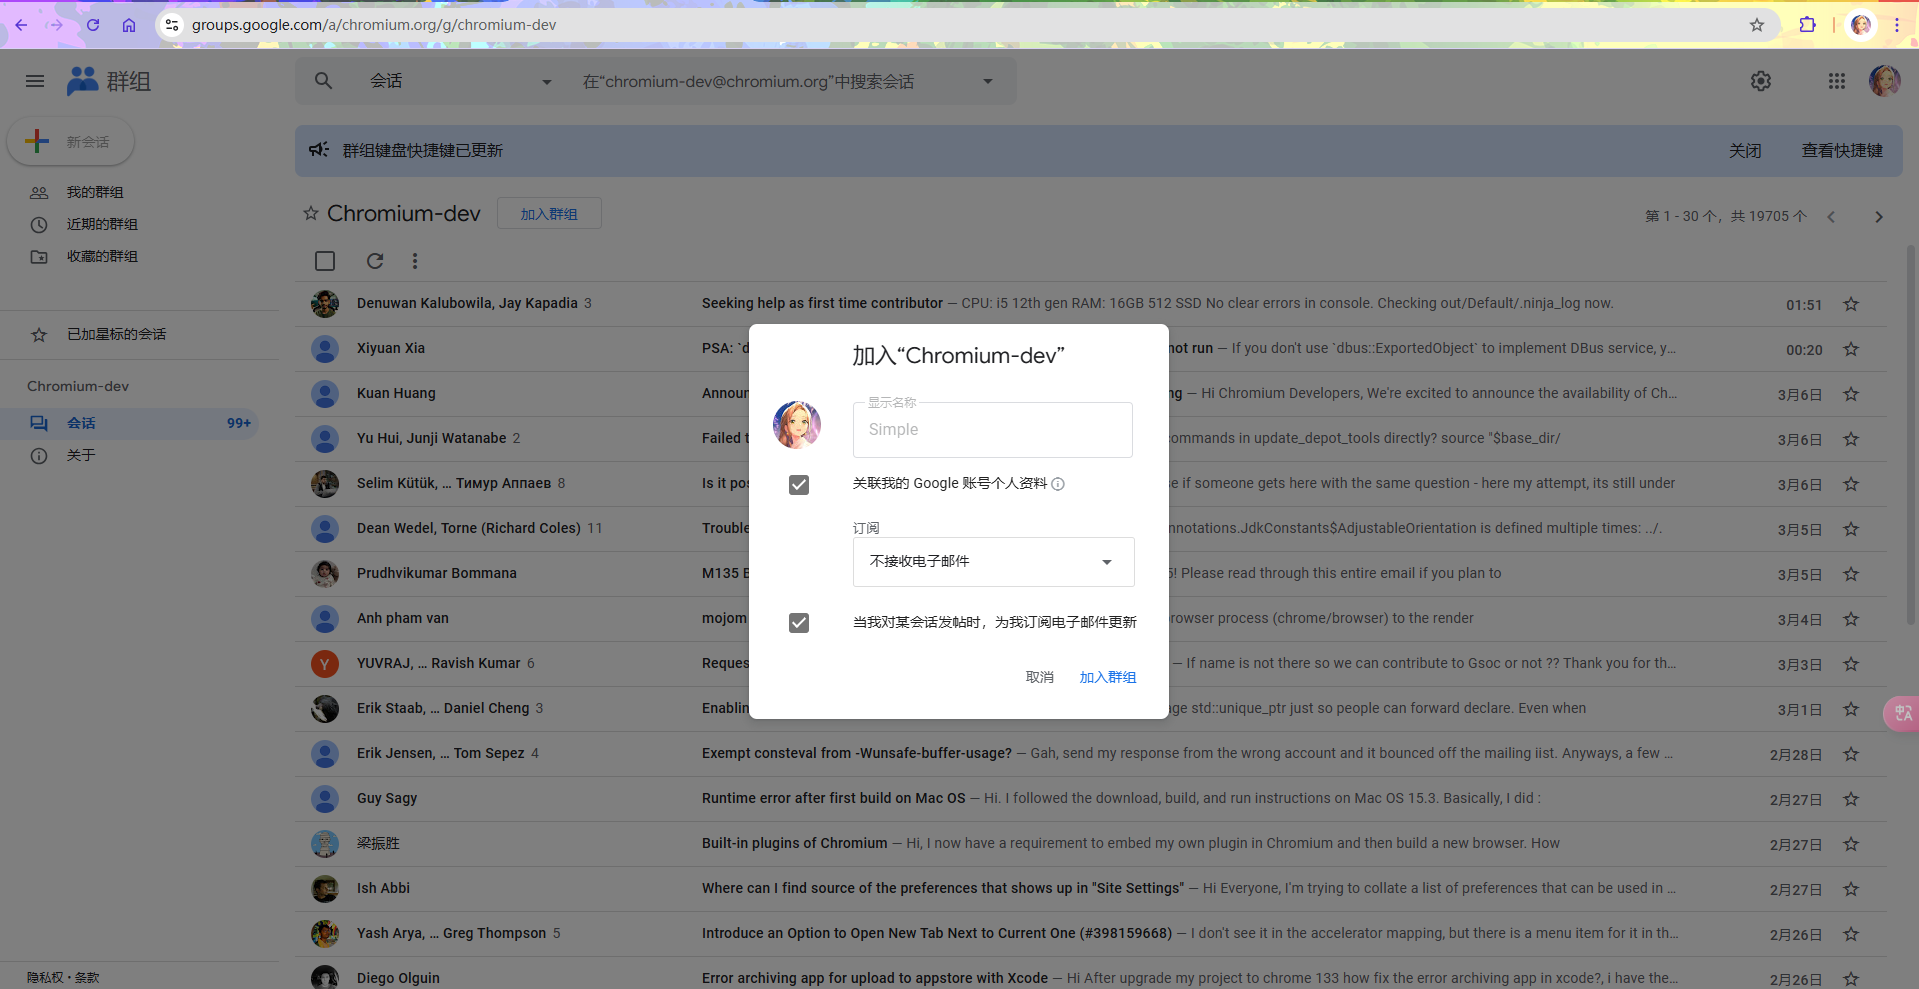 groups.google.com/a/chromium.org/g/chromium-dev
群组
会话
在“chromium-dev@chromium.org”中搜索会话
新会话
群组键盘快捷键已更新
关闭
查看快捷键
我的群组
近期的群组
收藏的群组
已加星标的会话
Chromium-dev
会话
99+
关于
隐私权 • 条款
Chromium-dev
加入群组
第 1 - 30 个，共 19705 个
Denuwan Kalubowila, Jay Kapadia 3 Seeking help as first time contributor — CPU: i5 12th gen RAM: 16GB 512 SSD No clear errors in console. Checking out/Default/.ninja_log now. 01:51
Xiyuan Xia PSA: `d not run — If you don't use `dbus::ExportedObject` to implement DBus service, y… 00:20
Kuan Huang Announ ng — Hi Chromium Developers, We're excited to announce the availability of Ch… 3月6日
Yu Hui, Junji Watanabe 2 Failed t commands in update_depot_tools directly? source "$base_dir/ 3月6日
Selim Kütük, … Тимур Аппаев 8 Is it pos e if someone gets here with the same question - here my attempt, its still under 3月6日
Dean Wedel, Torne (Richard Coles) 11 Trouble nnotations.JdkConstants$AdjustableOrientation is defined multiple times: ../. 3月5日
Prudhvikumar Bommana M135 B 5! Please read through this entire email if you plan to 3月5日
Anh pham van mojom rowser process (chrome/browser) to the render 3月4日
Y
YUVRAJ, … Ravish Kumar 6 Reques — If name is not there so we can contribute to Gsoc or not ?? Thank you for th… 3月3日
Erik Staab, … Daniel Cheng 3 Enablin ge std::unique_ptr just so people can forward declare. Even when 3月1日
Erik Jensen, … Tom Sepez 4 Exempt consteval from -Wunsafe-buffer-usage? — Gah, send my response from the wrong account and it bounced off the mailing iist. Anyways, a few … 2月28日
Guy Sagy Runtime error after first build on Mac OS — Hi. I followed the download, build, and run instructions on Mac OS 15.3. Basically, I did : 2月27日
梁振胜 Built-in plugins of Chromium — Hi, I now have a requirement to embed my own plugin in Chromium and then build a new browser. How 2月27日
Ish Abbi Where can I find source of the preferences that shows up in "Site Settings" — Hi Everyone, I'm trying to collate a list of preferences that can be used in … 2月27日
Yash Arya, … Greg Thompson 5 Introduce an Option to Open New Tab Next to Current One (#398159668) — I don't see it in the accelerator mapping, but there is a menu item for it in th… 2月26日
Diego Olguin Error archiving app for upload to appstore with Xcode — Hi After upgrade my project to chrome 133 how fix the error archiving app in xcode?, i have the… 2月26日
加入“Chromium-dev”
显示名称
Simple
关联我的 Google 账号个人资料
订阅
不接收电子邮件
当我对某会话发帖时，为我订阅电子邮件更新
取消
加入群组